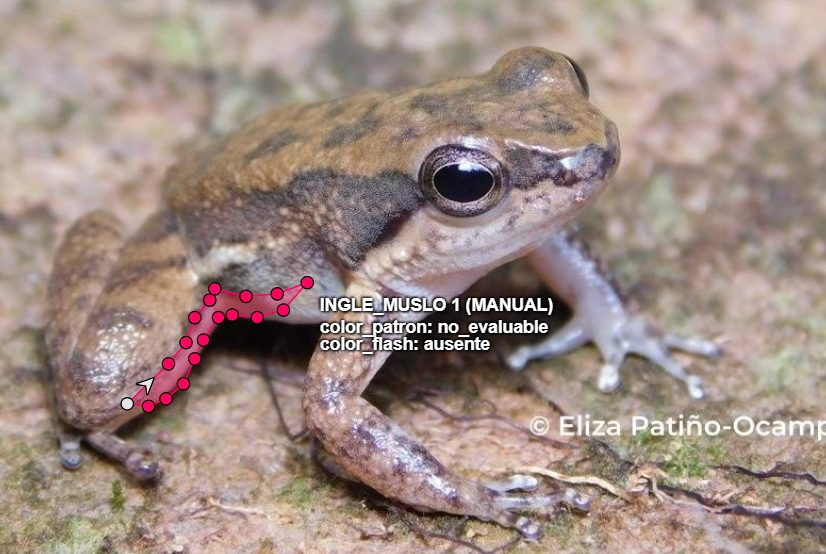 INGLE_MUSLO 1 (MANUAL)
color_patron: no_evaluable
color_flash: ausente
© Eliza Patiño-Ocamp